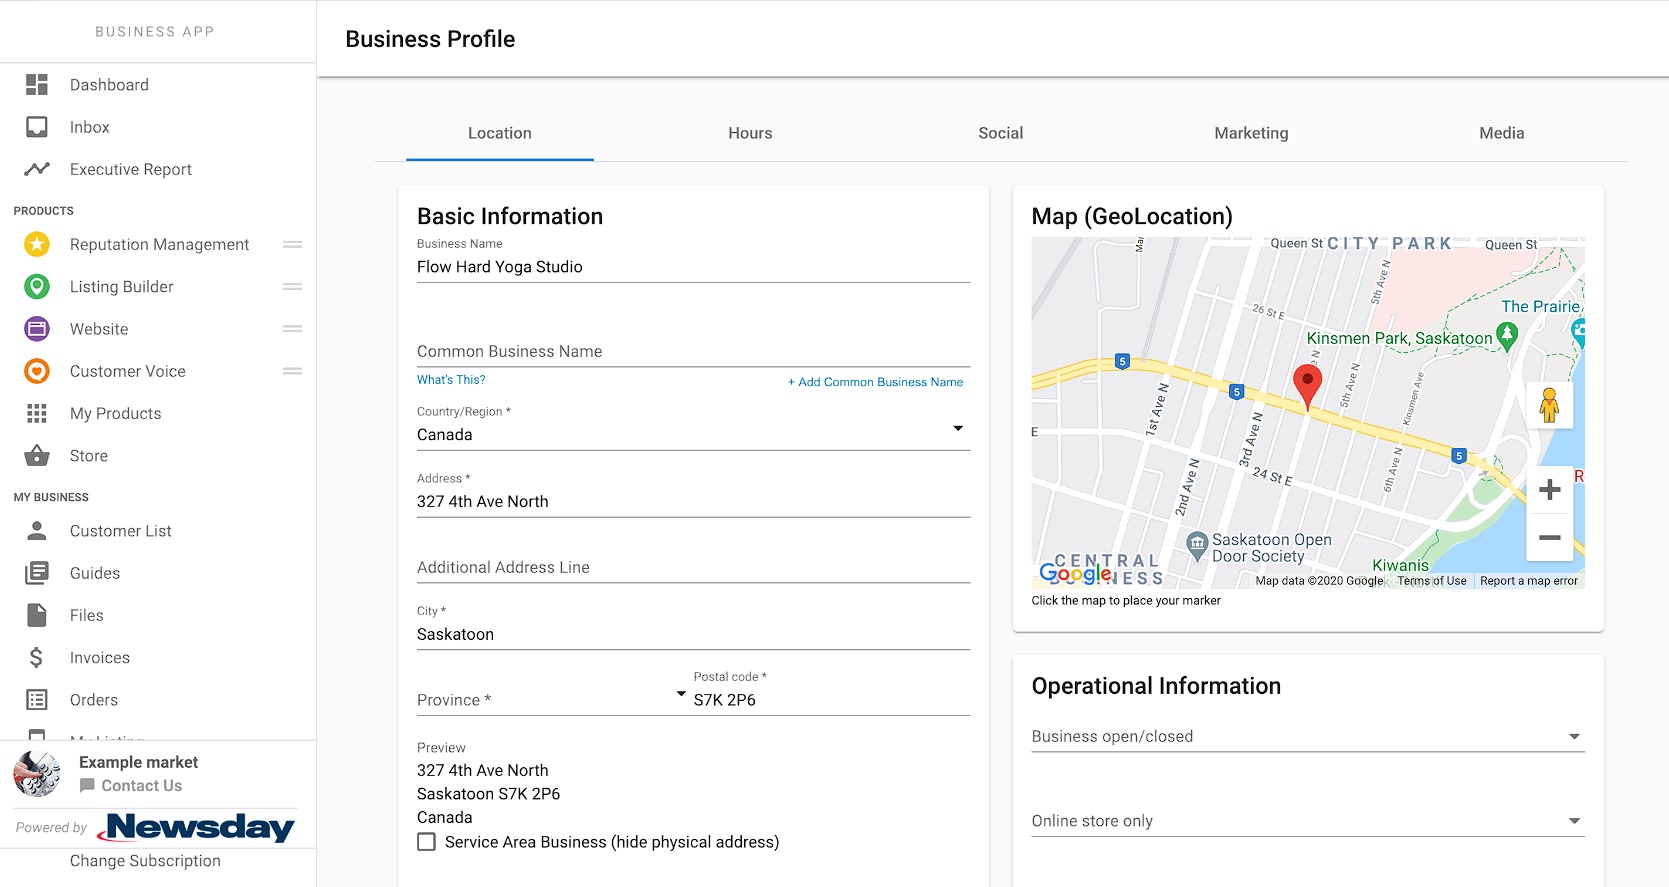 BUSINESS APP
Dashboard
Inbox
Executive Report
PRODUCTS
Reputation Management
Listing Builder
Website
Customer Voice
My Products
Store
MY BUSINESS
Customer List
Guides
Files
Invoices
Orders
My Listing
Example market
Contact Us
Powered by Newsday
Change Subscription
Business Profile
Location Hours Social Marketing Media
Basic Information
Business Name
Flow Hard Yoga Studio
Common Business Name
What's This? + Add Common Business Name
Country/Region *
Canada
Address *
327 4th Ave North
Additional Address Line
City *
Saskatoon
Province *
Postal code *
S7K 2P6
Preview
327 4th Ave North
Saskatoon S7K 2P6
Canada
Service Area Business (hide physical address)
Map (GeoLocation)
Queen St CITY PARK Queen St
5th Ave N
26 St E
The Prairie
Kinsmen Park, Saskatoon
5
5
5
1st Ave N
2nd Ave N
3rd Ave N
5th Ave N
6th Ave N
Kinsmen Ave
E
24 St E
R
Saskatoon Open
Door Society
CENTRAL
BUSINESS
Kiwanis
Google
Map data ©2020 Google Terms of Use Report a map error
Click the map to place your marker
Operational Information
Business open/closed
Online store only